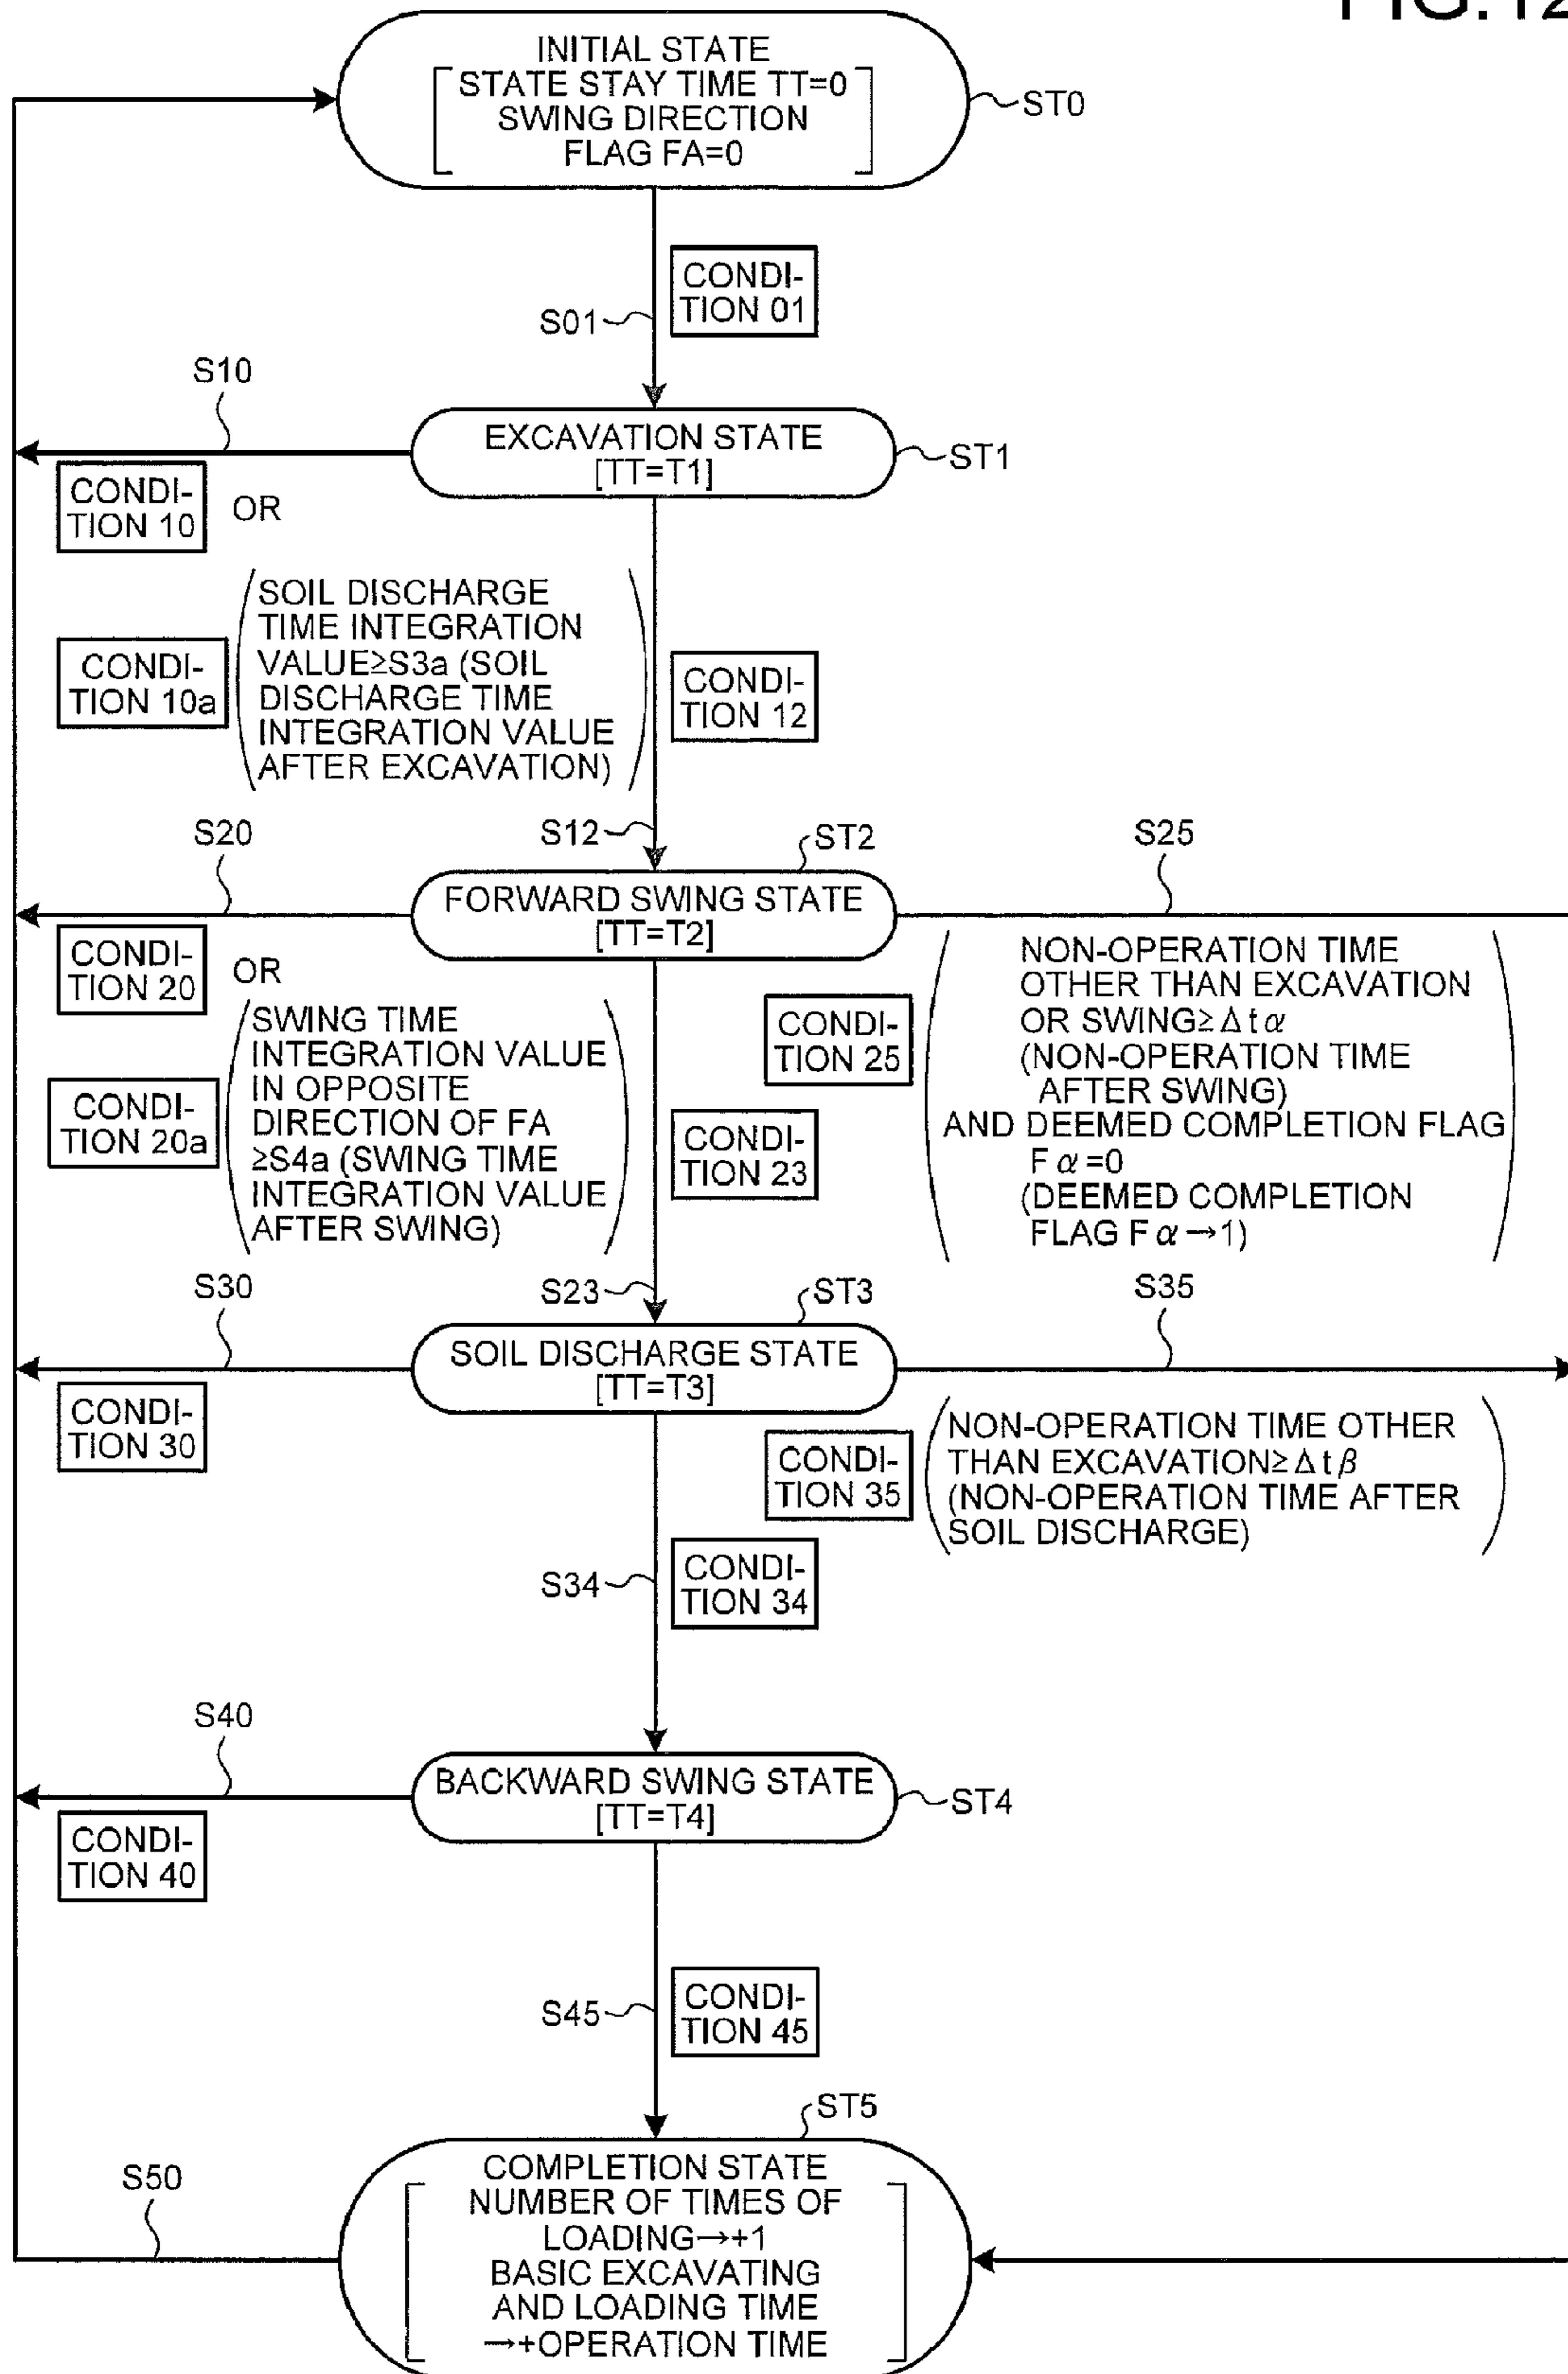 FIG.12
INITIAL STATE
STATE STAY TIME TT=0
SWING DIRECTION
FLAG FA=0
ST0
CONDI-
TION 01
S01
S10
EXCAVATION STATE
[TT=T1]
ST1
CONDI-
TION 10
OR
SOIL DISCHARGE
TIME INTEGRATION
VALUE≥S3a (SOIL
DISCHARGE TIME
INTEGRATION VALUE
AFTER EXCAVATION)
CONDI-
TION 10a
CONDI-
TION 12
S20
S12
ST2
S25
FORWARD SWING STATE
[TT=T2]
CONDI-
TION 20
OR
SWING TIME
INTEGRATION VALUE
IN OPPOSITE
DIRECTION OF FA
≥S4a (SWING TIME
INTEGRATION VALUE
AFTER SWING)
CONDI-
TION 20a
CONDI-
TION 23
CONDI-
TION 25
NON-OPERATION TIME
OTHER THAN EXCAVATION
OR SWING≥Δtα
(NON-OPERATION TIME
AFTER SWING)
AND DEEMED COMPLETION FLAG
Fα=0
(DEEMED COMPLETION
FLAG Fα→1)
S30
S23
ST3
S35
SOIL DISCHARGE STATE
[TT=T3]
CONDI-
TION 30
CONDI-
TION 35
NON-OPERATION TIME OTHER
THAN EXCAVATION≥Δtβ
(NON-OPERATION TIME AFTER
SOIL DISCHARGE)
S34
CONDI-
TION 34
S40
BACKWARD SWING STATE
[TT=T4]
ST4
CONDI-
TION 40
S45
CONDI-
TION 45
ST5
S50
COMPLETION STATE
NUMBER OF TIMES OF
LOADING→+1
BASIC EXCAVATING
AND LOADING TIME
→+OPERATION TIME